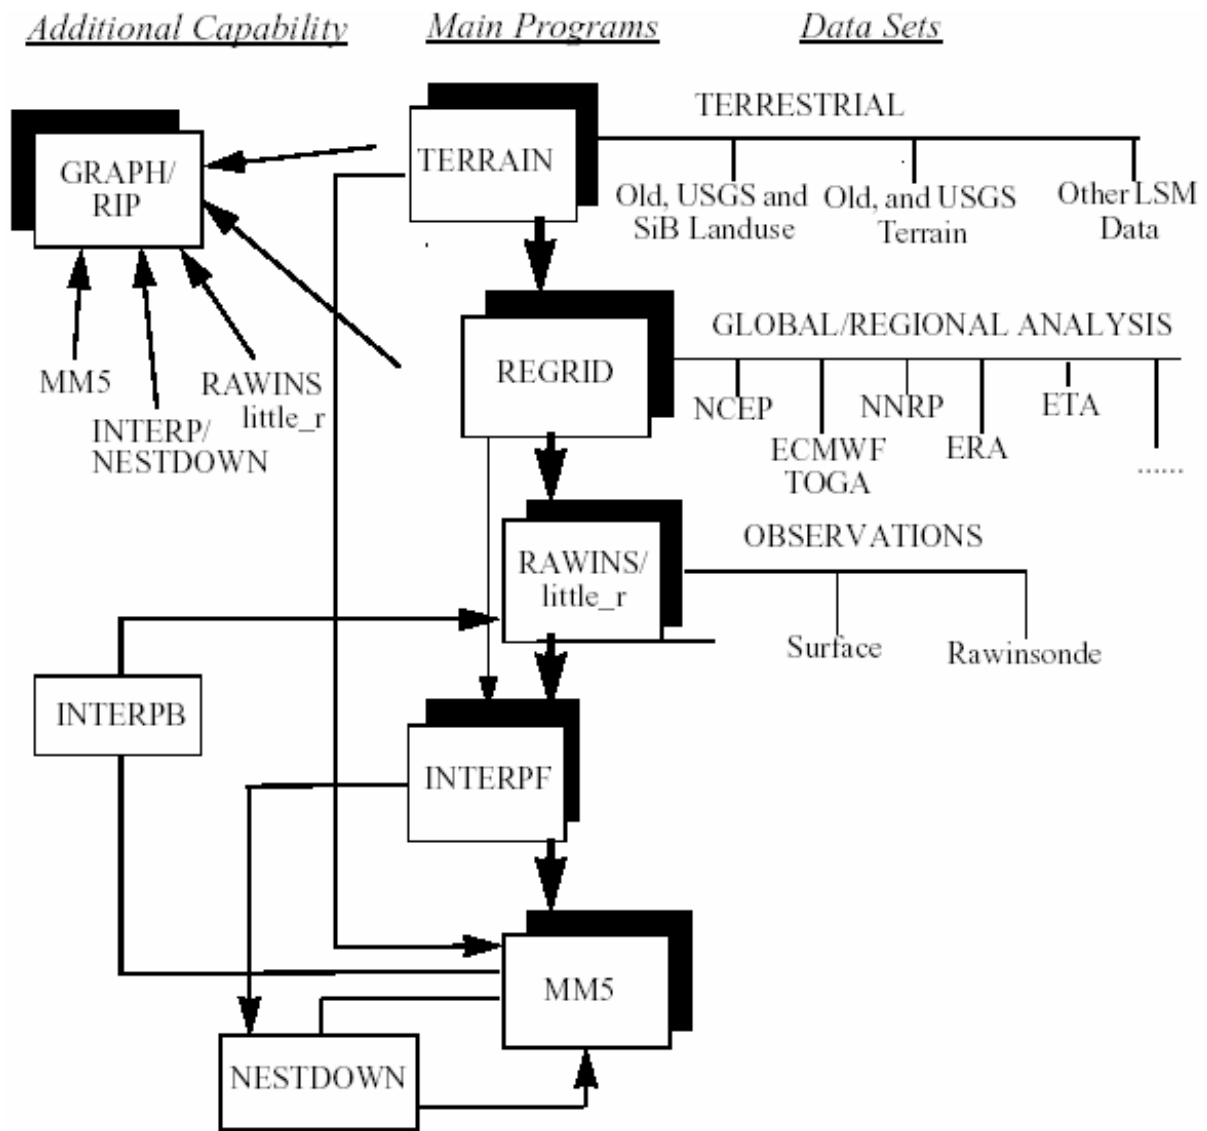 Additional Capability
Main Programs
Data Sets
TERRAIN
TERRESTRIAL
Old, USGS and
SiB Landuse
Old, and USGS
Terrain
Other LSM
Data
GRAPH/
RIP
MM5
INTERP/
NESTDOWN
RAWINS
little_r
REGRID
GLOBAL/REGIONAL ANALYSIS
NCEP
ECMWF
TOGA
NNRP
ERA
ETA
......
RAWINS/
little_r
OBSERVATIONS
Surface
Rawinsonde
INTERPB
INTERPF
MM5
NESTDOWN